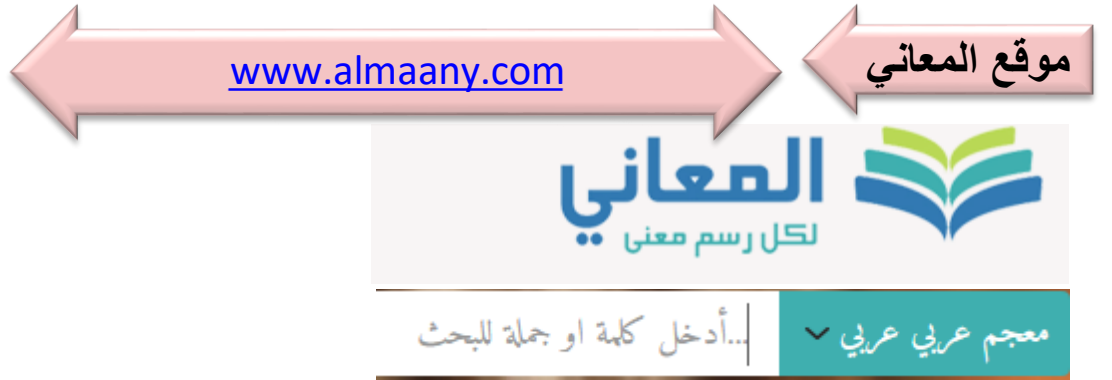 موقع المعاني
www.almaany.com
المعاني
لكل رسم معنى
معجم عربي عربي
أدخل كلمة او جملة للبحث...